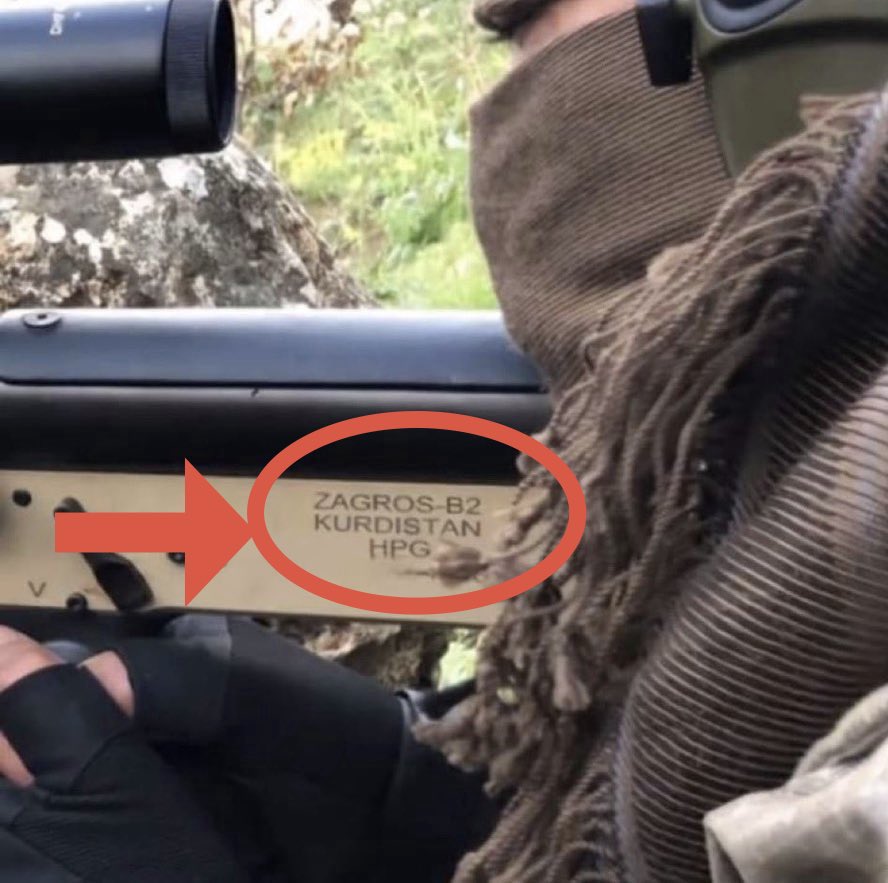 ZAGROS-B2
KURDISTAN
HPG
V